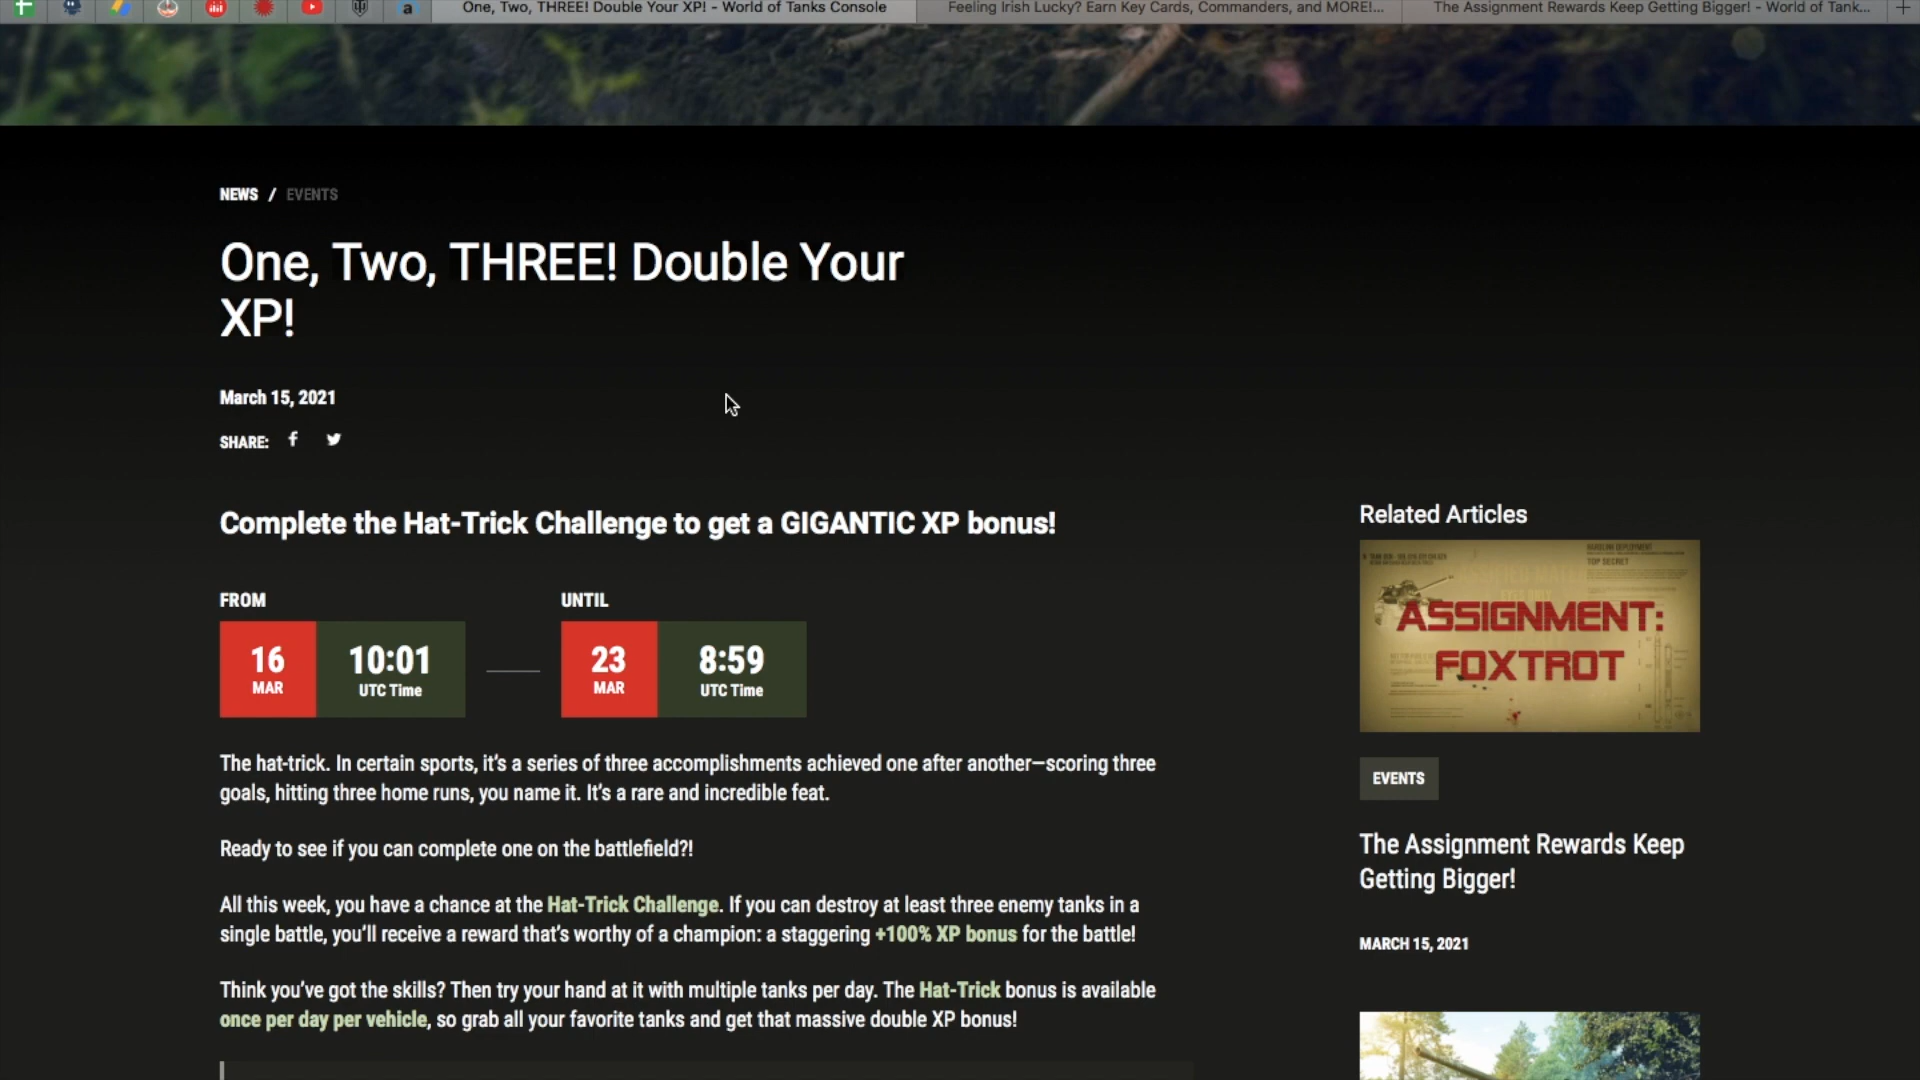 One, Two, THREE! Double Your XP! - World of Tanks Console
Feeling Irish Lucky? Earn Key Cards, Commanders, and MORE!...
The Assignment Rewards Keep Getting Bigger! - World of Tank...
NEWS / EVENTS
One, Two, THREE! Double Your
XP!
March 15, 2021
SHARE:
Complete the Hat-Trick Challenge to get a GIGANTIC XP bonus!
FROM
UNTIL
16
MAR
10:01
UTC Time
23
MAR
8:59
UTC Time
The hat-trick. In certain sports, it's a series of three accomplishments achieved one after another—scoring three
goals, hitting three home runs, you name it. It's a rare and incredible feat.
Ready to see if you can complete one on the battlefield?!
All this week, you have a chance at the Hat-Trick Challenge. If you can destroy at least three enemy tanks in a
single battle, you'll receive a reward that's worthy of a champion: a staggering +100% XP bonus for the battle!
Think you've got the skills? Then try your hand at it with multiple tanks per day. The Hat-Trick bonus is available
once per day per vehicle, so grab all your favorite tanks and get that massive double XP bonus!
Related Articles
TOP SECRET
ASSIGNMENT:
FOXTROT
EVENTS
The Assignment Rewards Keep
Getting Bigger!
MARCH 15, 2021